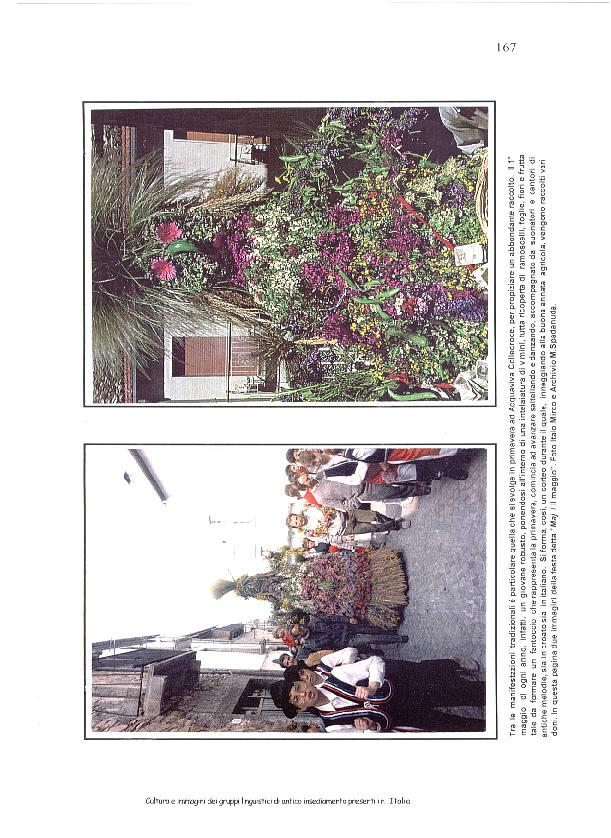 167
Tra le manifestazioni tradizionali è particolare quella che si svolge in primavera ad Acquaviva Collecroce, per propiziare un abbondante raccolto. Il 1°
maggio di ogni anno, infatti, un giovane robusto, ponendosi all'interno di una intelaiatura di vimini, tutta ricoperta di ramoscelli, foglie, fiori e frutta
tale da formare un fantoccio che rappresenta la primavera, comincia ad avanzare saltellando e danzando, accompagnato da suonatori e cantori di
antiche melodie, sia in croato sia in italiano. Si forma, così, un corteo durante il quale, inneggiando alla buona annata agricola, vengono raccolti vari
doni. In questa pagina due immagini della festa detta "Maj / Il maggio". Foto Italo Mirco e Archivio M.Spadanuda.
Cultura e immagini dei gruppi linguistici di antico insediamento presenti in Italia